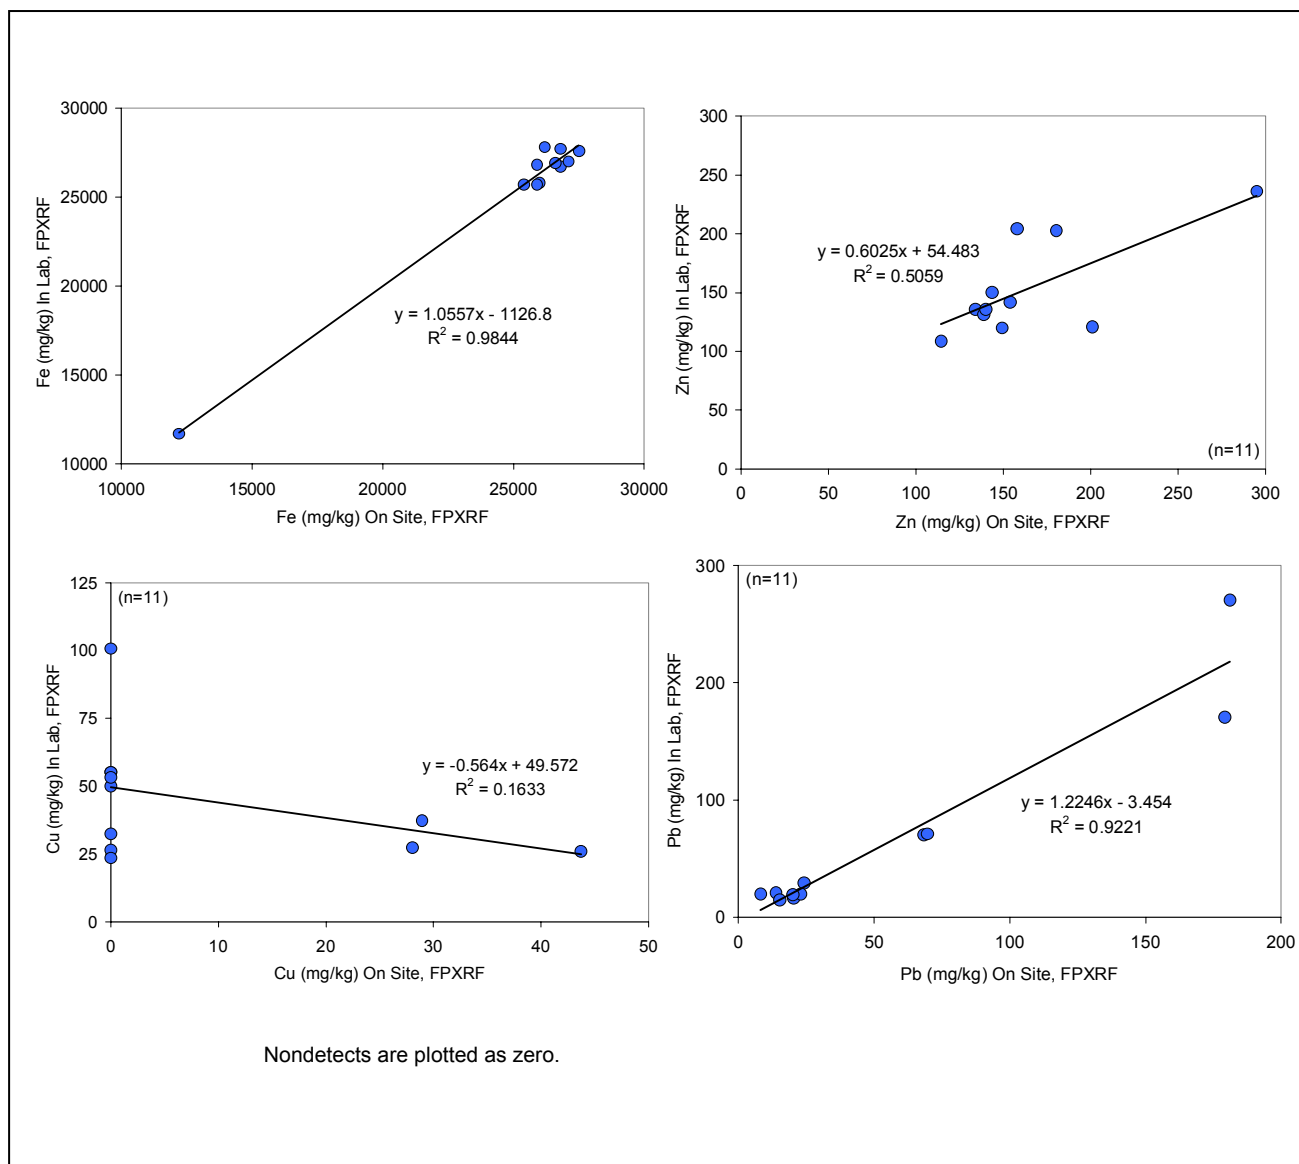 30000
25000
20000
15000
10000
Fe (mg/kg) In Lab, FPXRF
y = 1.0557x - 1126.8
R² = 0.9844
10000 15000 20000 25000 30000
Fe (mg/kg) On Site, FPXRF
300
250
200
150
100
50
0
Zn (mg/kg) In Lab, FPXRF
y = 0.6025x + 54.483
R² = 0.5059
(n=11)
0 50 100 150 200 250 300
Zn (mg/kg) On Site, FPXRF
125
100
75
50
25
0
Cu (mg/kg) In Lab, FPXRF
(n=11)
y = -0.564x + 49.572
R² = 0.1633
0 10 20 30 40 50
Cu (mg/kg) On Site, FPXRF
300
200
100
0
Pb (mg/kg) In Lab, FPXRF
(n=11)
y = 1.2246x - 3.454
R² = 0.9221
0 50 100 150 200
Pb (mg/kg) On Site, FPXRF
Nondetects are plotted as zero.